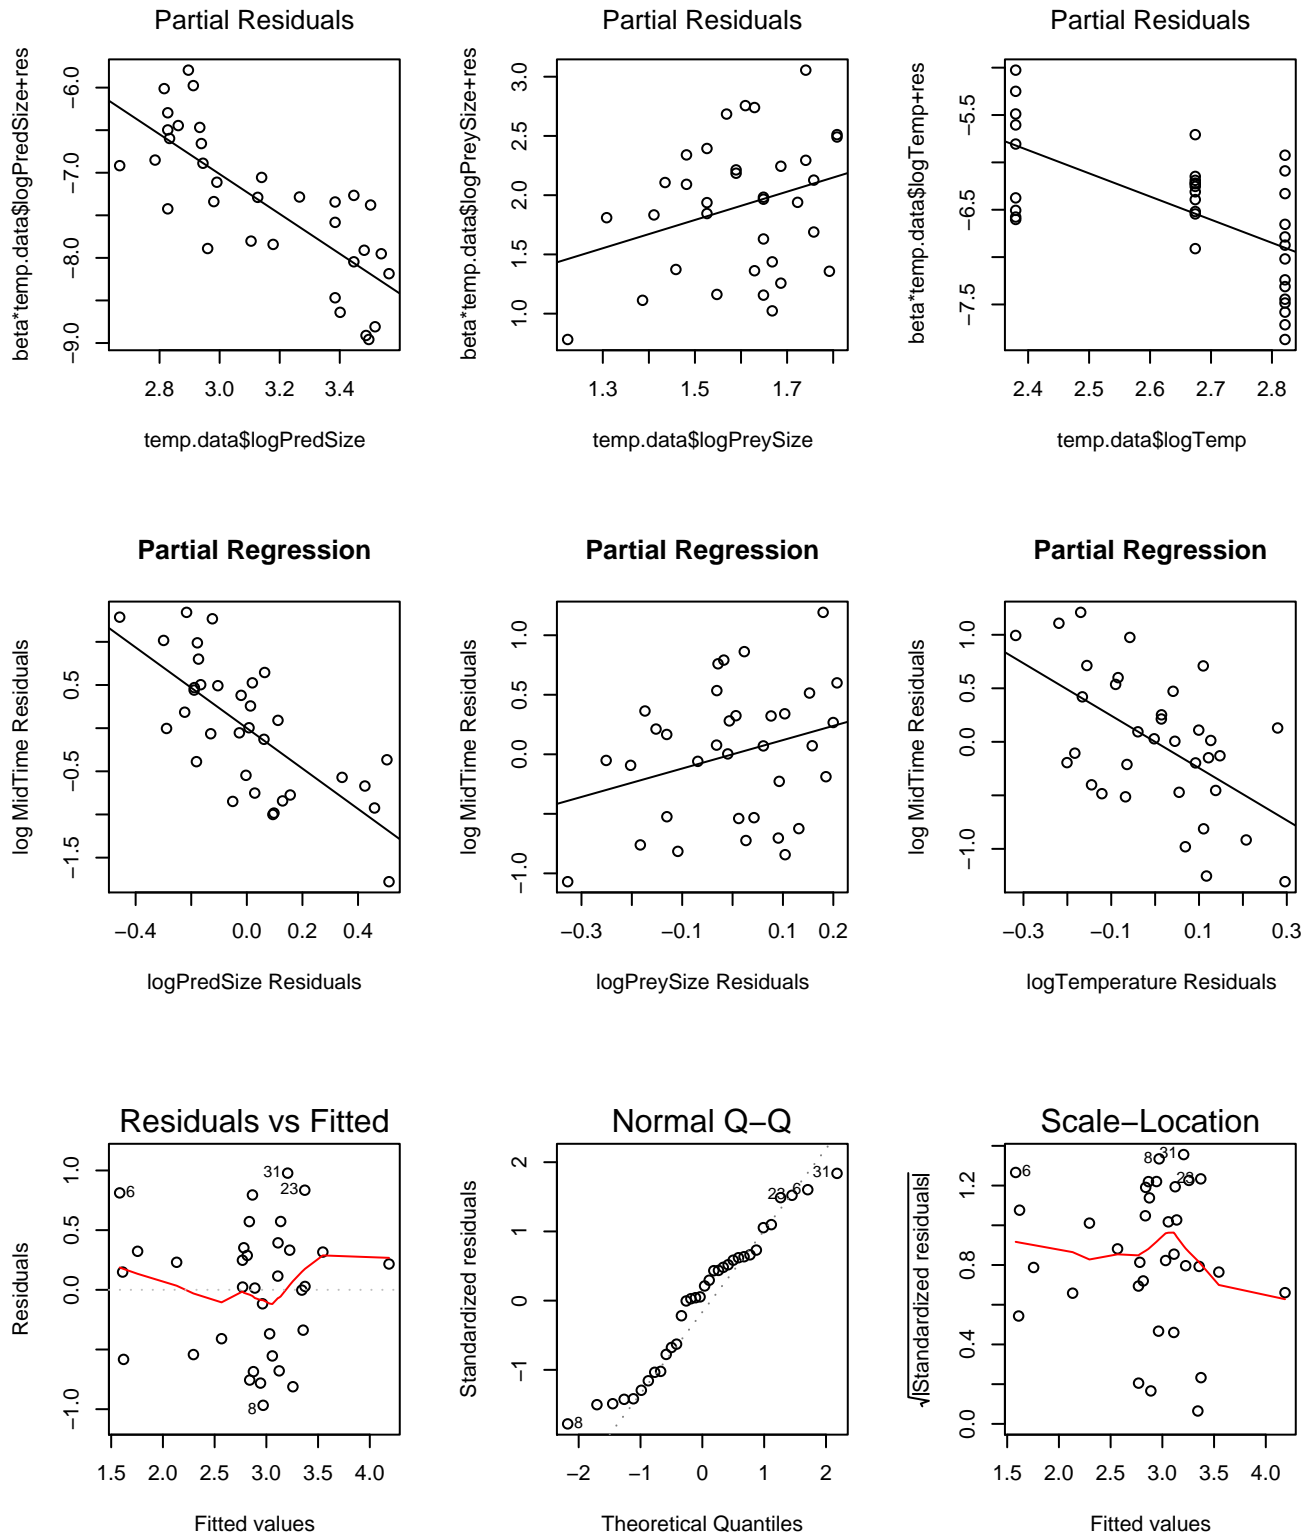 Partial Residuals
beta*temp.data$logPredSize+res
−6.0
−7.0
−8.0
−9.0
2.8 3.0 3.2 3.4
temp.data$logPredSize
Partial Residuals
beta*temp.data$logPreySize+res
3.0
2.5
2.0
1.5
1.0
1.3 1.5 1.7
temp.data$logPreySize
Partial Residuals
beta*temp.data$logTemp+res
−5.5
−6.5
−7.5
2.4 2.5 2.6 2.7 2.8
temp.data$logTemp
Partial Regression
log MidTime Residuals
0.5
−0.5
−1.5
−0.4 0.0 0.2 0.4
logPredSize Residuals
Partial Regression
log MidTime Residuals
1.0
0.5
0.0
−1.0
−0.3 −0.1 0.1 0.2
logPreySize Residuals
Partial Regression
log MidTime Residuals
1.0
0.0
−1.0
−0.3 −0.1 0.1 0.3
logTemperature Residuals
Residuals vs Fitted
Residuals
1.0
0.5
0.0
−1.0
31
23
6
8
1.5 2.0 2.5 3.0 3.5 4.0
Fitted values
Normal Q−Q
Standardized residuals
2
1
0
−1
31
23 6
8
−2 −1 0 1 2
Theoretical Quantiles
Scale−Location
√|Standardized residuals|
1.2
0.8
0.4
0.0
8 31
6
23
1.5 2.0 2.5 3.0 3.5 4.0
Fitted values